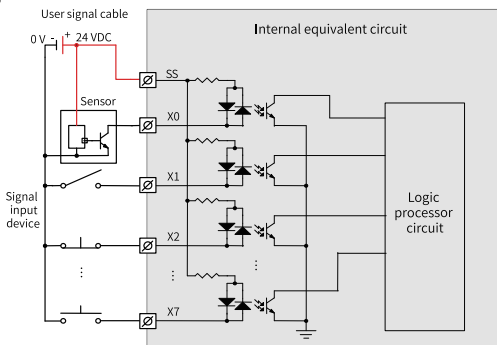 User signal cable
Internal equivalent circuit
0 V - + 24 VDC
SS
Sensor
X0
X1
Signal
input
device
Logic
processor
circuit
X2
⋮ ⋮ ...
X7